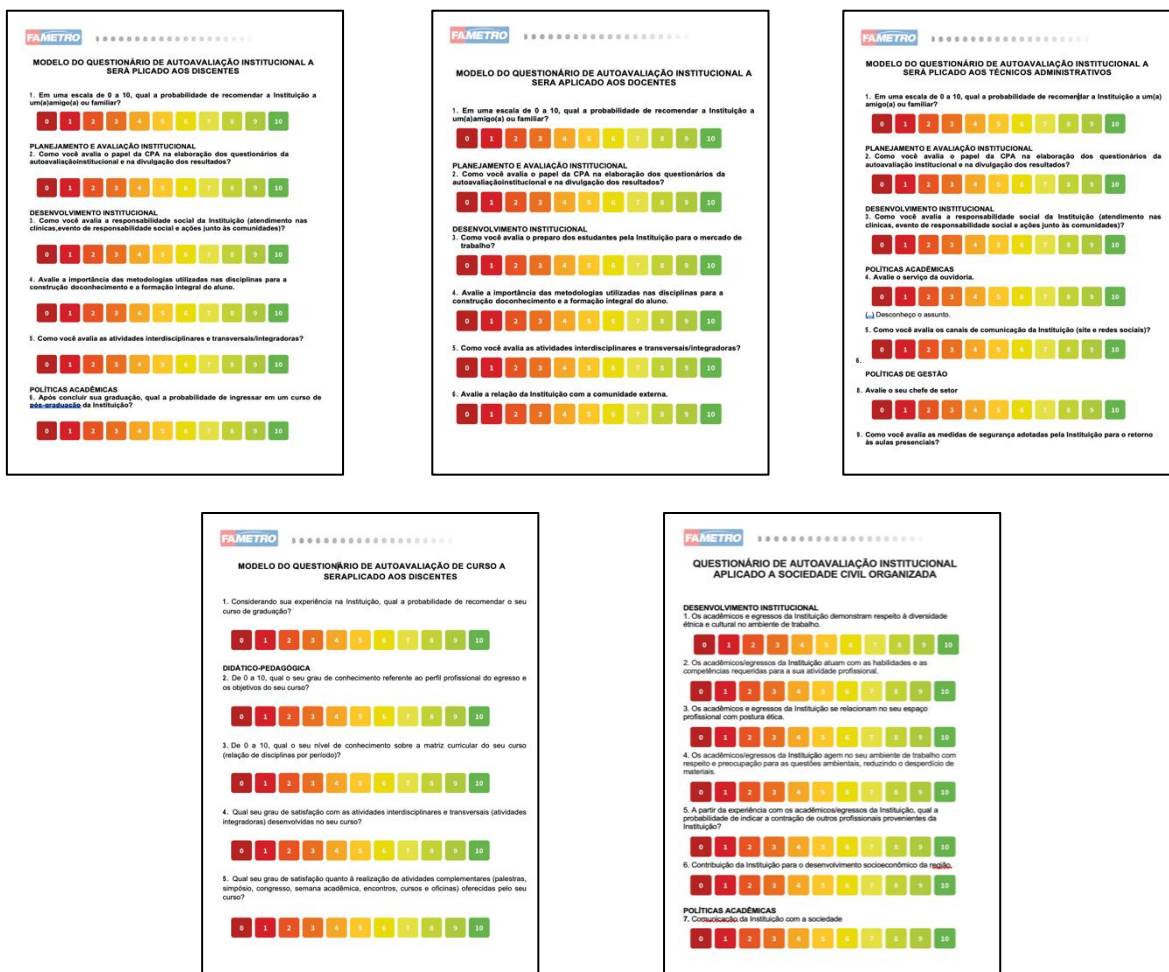 FAMETRO
MODELO DO QUESTIONÁRIO DE AUTOAVALIAÇÃO INSTITUCIONAL A
SERÁ PLICADO AOS DISCENTES
1. Em uma escala de 0 a 10, qual a probabilidade de recomendar a Instituição a
um(a)amigo(a) ou familiar?
0 1 2 3 4 5 6 7 8 9 10
PLANEJAMENTO E AVALIAÇÃO INSTITUCIONAL
2. Como você avalia o papel da CPA na elaboração dos questionários da
autoavaliaçãoinstitucional e na divulgação dos resultados?
0 1 2 3 4 5 6 7 8 9 10
DESENVOLVIMENTO INSTITUCIONAL
3. Como você avalia a responsabilidade social da Instituição (atendimento nas
clínicas,evento de responsabilidade social e ações junto às comunidades)?
0 1 2 3 4 5 6 7 8 9 10
4. Avalie a importância das metodologias utilizadas nas disciplinas para a
construção doconhecimento e a formação integral do aluno.
0 1 2 3 4 5 6 7 8 9 10
5. Como você avalia as atividades interdisciplinares e transversais/integradoras?
0 1 2 3 4 5 6 7 8 9 10
POLÍTICAS ACADÊMICAS
6. Após concluir sua graduação, qual a probabilidade de ingressar em um curso de
pós-graduação da Instituição?
0 1 2 3 4 5 6 7 8 9 10
FAMETRO
MODELO DO QUESTIONÁRIO DE AUTOAVALIAÇÃO INSTITUCIONAL A
SERA APLICADO AOS DOCENTES
1. Em uma escala de 0 a 10, qual a probabilidade de recomendar a Instituição a
um(a)amigo(a) ou familiar?
0 1 2 3 4 5 6 7 8 9 10
PLANEJAMENTO E AVALIAÇÃO INSTITUCIONAL
2. Como você avalia o papel da CPA na elaboração dos questionários da
autoavaliaçãoinstitucional e na divulgação dos resultados?
0 1 2 3 4 5 6 7 8 9 10
DESENVOLVIMENTO INSTITUCIONAL
3. Como você avalia o preparo dos estudantes pela Instituição para o mercado de
trabalho?
0 1 2 3 4 5 6 7 8 9 10
4. Avalie a importância das metodologias utilizadas nas disciplinas para a
construção doconhecimento e a formação integral do aluno.
0 1 2 3 4 5 6 7 8 9 10
5. Como você avalia as atividades interdisciplinares e transversais/integradoras?
0 1 2 3 4 5 6 7 8 9 10
6. Avalie a relação da Instituição com a comunidade externa.
0 1 2 3 4 5 6 7 8 9 10
FAMETRO
MODELO DO QUESTIONÁRIO DE AUTOAVALIAÇÃO INSTITUCIONAL A
SERÁ PLICADO AOS TÉCNICOS ADMINISTRATIVOS
1. Em uma escala de 0 a 10, qual a probabilidade de recomendar a Instituição a um(a)
amigo(a) ou familiar?
0 1 2 3 4 5 6 7 8 9 10
PLANEJAMENTO E AVALIAÇÃO INSTITUCIONAL
2. Como você avalia o papel da CPA na elaboração dos questionários da
autoavaliação institucional e na divulgação dos resultados?
0 1 2 3 4 5 6 7 8 9 10
DESENVOLVIMENTO INSTITUCIONAL
3. Como você avalia a responsabilidade social da Instituição (atendimento nas
clínicas, evento de responsabilidade social e ações junto às comunidades)?
0 1 2 3 4 5 6 7 8 9 10
POLÍTICAS ACADÊMICAS
4. Avalie o serviço da ouvidoria.
0 1 2 3 4 5 6 7 8 9 10
( ) Desconheço o assunto.
5. Como você avalia os canais de comunicação da Instituição (site e redes sociais)?
0 1 2 3 4 5 6 7 8 9 10
6.
POLÍTICAS DE GESTÃO
8. Avalie o seu chefe de setor
0 1 2 3 4 5 6 7 8 9 10
9. Como você avalia as medidas de segurança adotadas pela Instituição para o retorno
às aulas presenciais?
FAMETRO
MODELO DO QUESTIONÁRIO DE AUTOAVALIAÇÃO DE CURSO A
SERAPLICADO AOS DISCENTES
1. Considerando sua experiência na Instituição, qual a probabilidade de recomendar o seu
curso de graduação?
0 1 2 3 4 5 6 7 8 9 10
DIDÁTICO-PEDAGÓGICA
2. De 0 a 10, qual o seu grau de conhecimento referente ao perfil profissional do egresso e
os objetivos do seu curso?
0 1 2 3 4 5 6 7 8 9 10
3. De 0 a 10, qual o seu nível de conhecimento sobre a matriz curricular do seu curso
(relação de disciplinas por período)?
0 1 2 3 4 5 6 7 8 9 10
4. Qual seu grau de satisfação com as atividades interdisciplinares e transversais (atividades
integradoras) desenvolvidas no seu curso?
0 1 2 3 4 5 6 7 8 9 10
5. Qual seu grau de satisfação quanto à realização de atividades complementares (palestras,
simpósio, congresso, semana acadêmica, encontros, cursos e oficinas) oferecidas pelo seu
curso?
0 1 2 3 4 5 6 7 8 9 10
FAMETRO
QUESTIONÁRIO DE AUTOAVALIAÇÃO INSTITUCIONAL
APLICADO A SOCIEDADE CIVIL ORGANIZADA
DESENVOLVIMENTO INSTITUCIONAL
1. Os acadêmicos e egressos da Instituição demonstram respeito à diversidade
étnica e cultural no ambiente de trabalho.
0 1 2 3 4 5 6 7 8 9 10
2. Os acadêmicos/egressos da Instituição atuam com as habilidades e as
competências requeridas para a sua atividade profissional.
0 1 2 3 4 5 6 7 8 9 10
3. Os acadêmicos e egressos da Instituição se relacionam no seu espaço
profissional com postura ética.
0 1 2 3 4 5 6 7 8 9 10
4. Os acadêmicos/egressos da Instituição agem no seu ambiente de trabalho com
respeito e preocupação para as questões ambientais, reduzindo o desperdício de
materiais.
0 1 2 3 4 5 6 7 8 9 10
5. A partir da experiência com os acadêmicos/egressos da Instituição, qual a
probabilidade de indicar a contração de outros profissionais provenientes da
Instituição?
0 1 2 3 4 5 6 7 8 9 10
6. Contribuição da Instituição para o desenvolvimento socioeconômico da região.
0 1 2 3 4 5 6 7 8 9 10
POLÍTICAS ACADÊMICAS
7. Comunicação da Instituição com a sociedade
0 1 2 3 4 5 6 7 8 9 10